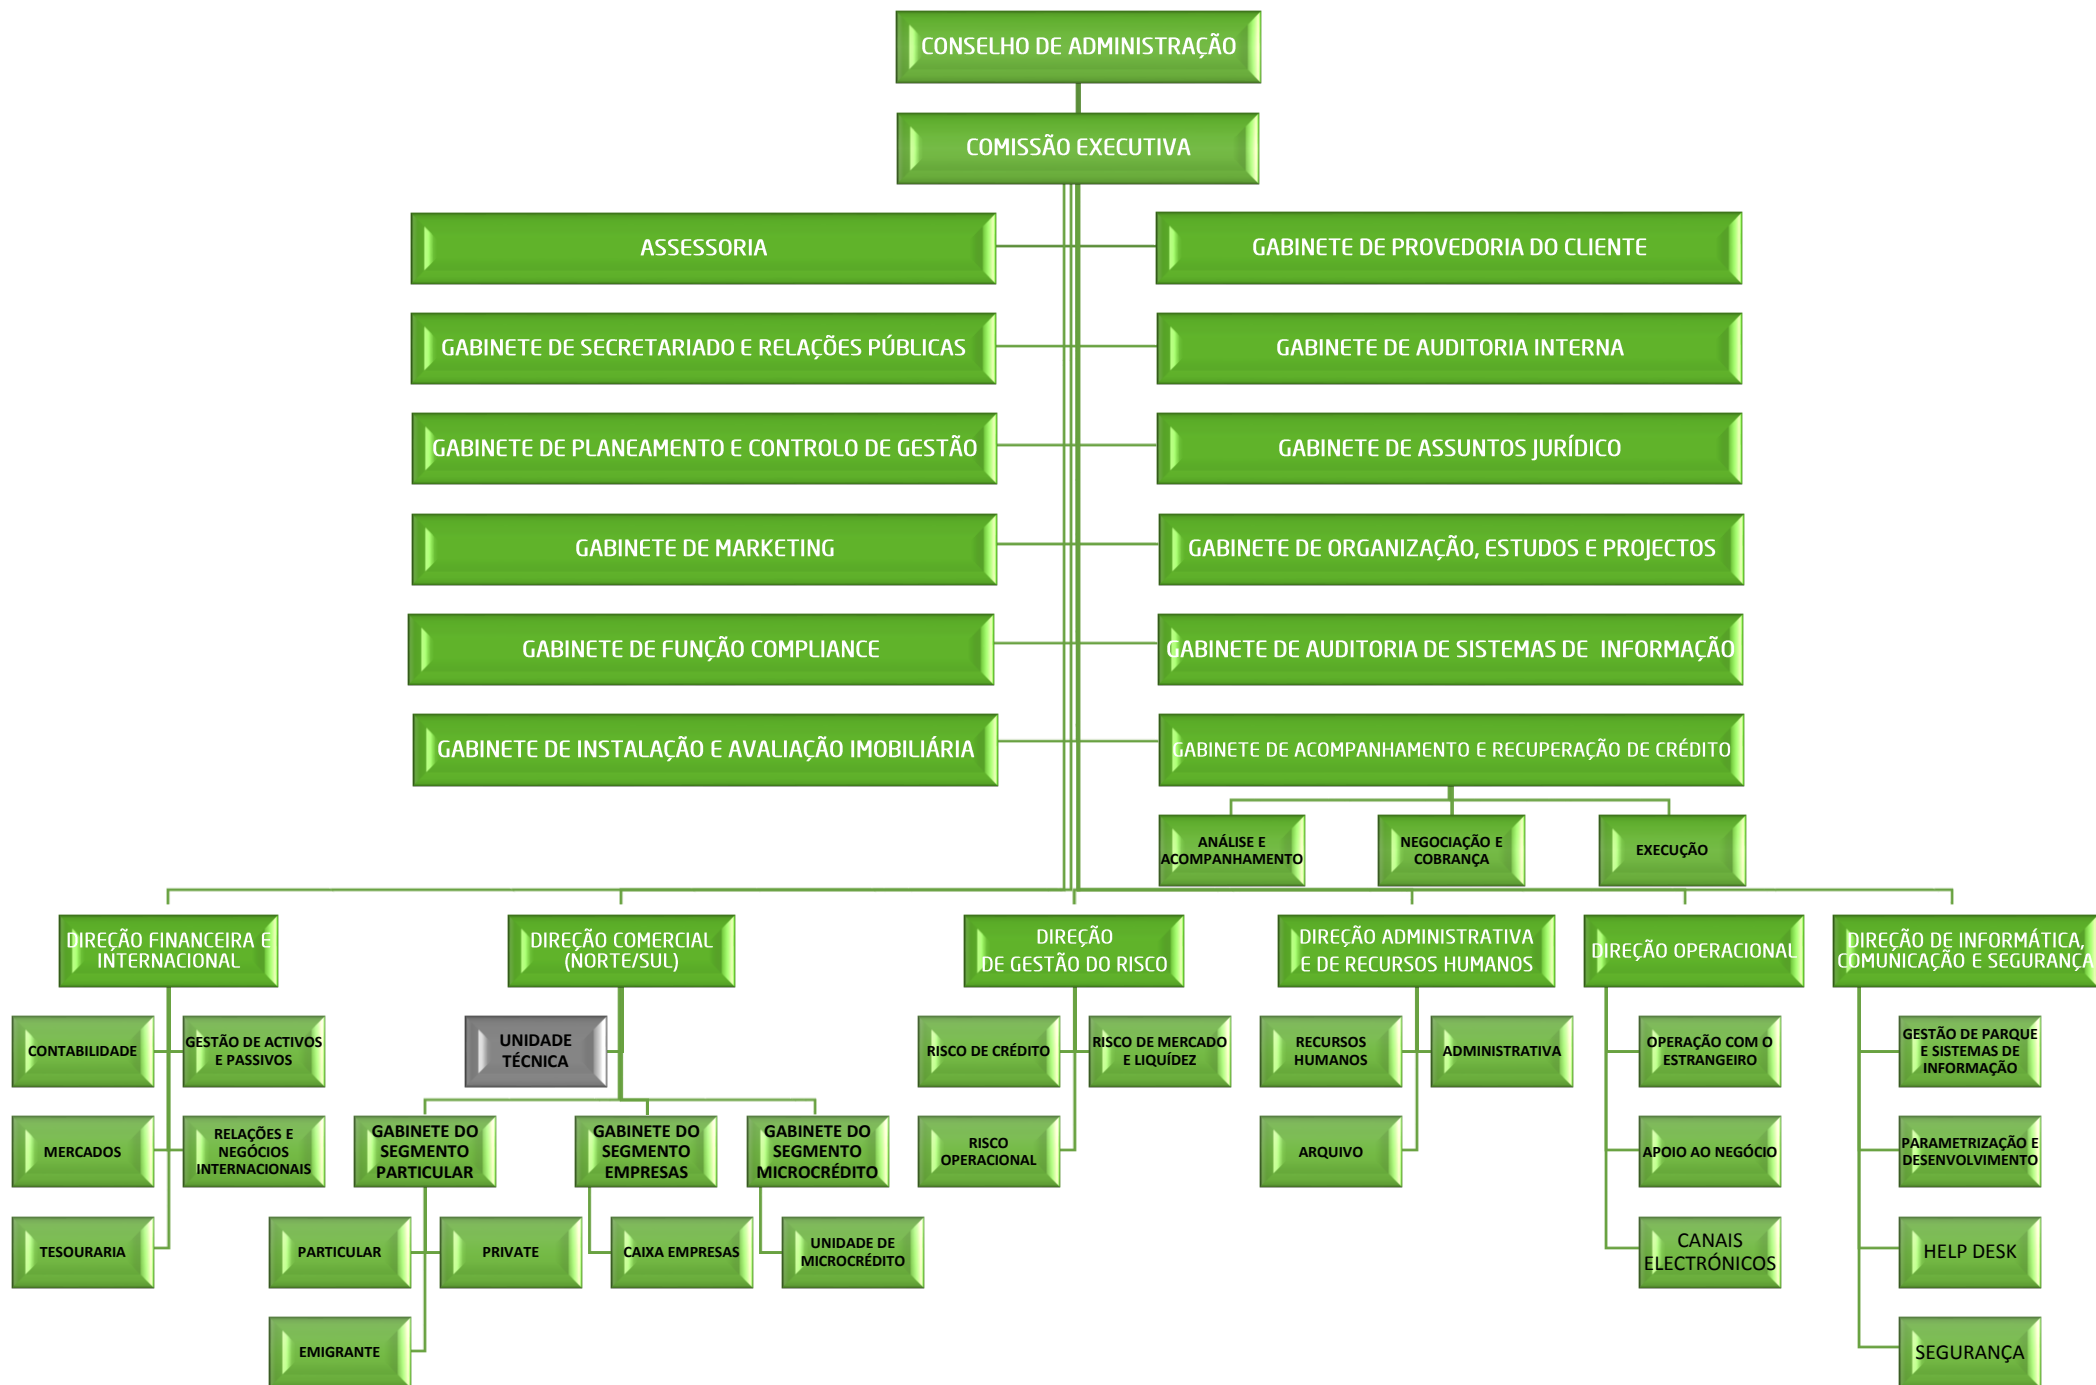 CONSELHO DE ADMINISTRAÇÃO
COMISSÃO EXECUTIVA
ASSESSORIA
GABINETE DE PROVEDORIA DO CLIENTE
GABINETE DE SECRETARIADO E RELAÇÕES PÚBLICAS
GABINETE DE AUDITORIA INTERNA
GABINETE DE PLANEAMENTO E CONTROLO DE GESTÃO
GABINETE DE ASSUNTOS JURÍDICO
GABINETE DE MARKETING
GABINETE DE ORGANIZAÇÃO, ESTUDOS E PROJECTOS
GABINETE DE FUNÇÃO COMPLIANCE
GABINETE DE AUDITORIA DE SISTEMAS DE INFORMAÇÃO
GABINETE DE INSTALAÇÃO E AVALIAÇÃO IMOBILIÁRIA
GABINETE DE ACOMPANHAMENTO E RECUPERAÇÃO DE CRÉDITO
ANÁLISE E
ACOMPANHAMENTO
NEGOCIAÇÃO E
COBRANÇA
EXECUÇÃO
DIREÇÃO FINANCEIRA E
INTERNACIONAL
DIREÇÃO COMERCIAL
(NORTE/SUL)
DIREÇÃO
DE GESTÃO DO RISCO
DIREÇÃO ADMINISTRATIVA
E DE RECURSOS HUMANOS
DIREÇÃO OPERACIONAL
DIREÇÃO DE INFORMÁTICA,
COMUNICAÇÃO E SEGURANÇA
CONTABILIDADE
GESTÃO DE ACTIVOS
E PASSIVOS
UNIDADE
TÉCNICA
RISCO DE CRÉDITO
RISCO DE MERCADO
E LIQUÍDEZ
RECURSOS
HUMANOS
ADMINISTRATIVA
OPERAÇÃO COM O
ESTRANGEIRO
GESTÃO DE PARQUE
E SISTEMAS DE
INFORMAÇÃO
MERCADOS
RELAÇÕES E
NEGÓCIOS
INTERNACIONAIS
GABINETE DO
SEGMENTO
PARTICULAR
GABINETE DO
SEGMENTO
EMPRESAS
GABINETE DO
SEGMENTO
MICROCRÉDITO
RISCO
OPERACIONAL
ARQUIVO
APOIO AO NEGÓCIO
PARAMETRIZAÇÃO E
DESENVOLVIMENTO
TESOURARIA
PARTICULAR
PRIVATE
CAIXA EMPRESAS
UNIDADE DE
MICROCRÉDITO
CANAIS
ELECTRÓNICOS
HELP DESK
EMIGRANTE
SEGURANÇA